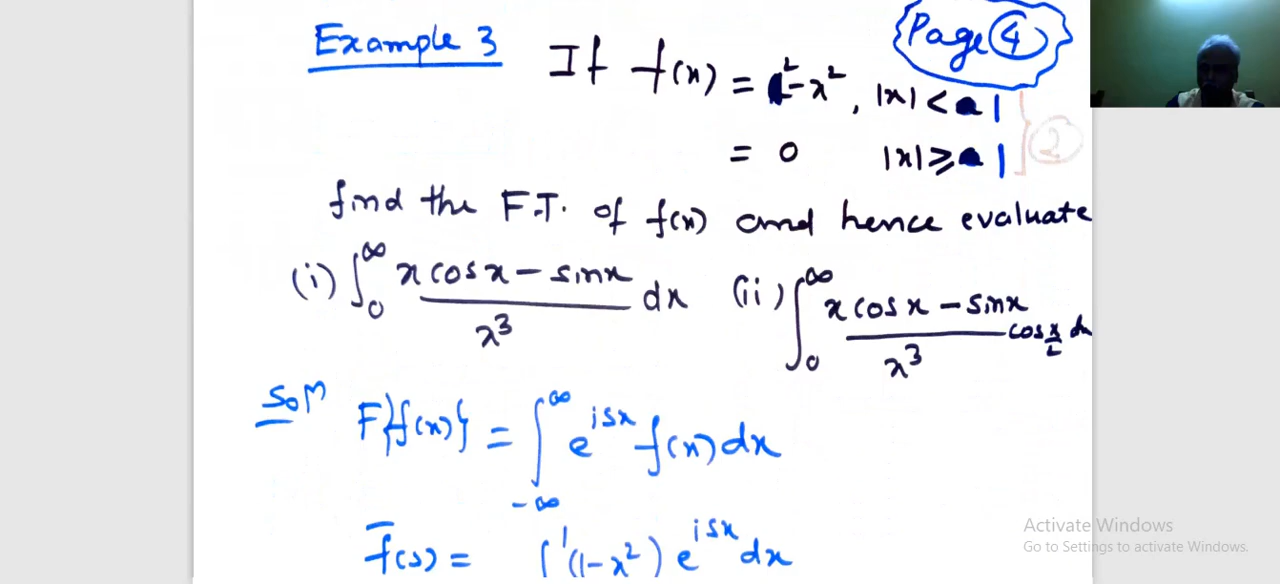 Example 3 If f(x) = 1² - x², |x| < 1
Page 4
= 0 |x| ≥ 1
2
find the F.T. of f(x) and hence evaluate
(i) ∫₀^∞ (x cos x - sin x)/x³ dx (ii) ∫₀^∞ (x cos x - sin x)/x³ cos x/2 dx
Soln F{f(x)} = ∫_{-∞}^{∞} e^{isx} f(x) dx
f̄(s) = ∫¹ (1-x²) e^{isx} dx
Activate Windows
Go to Settings to activate Windows.